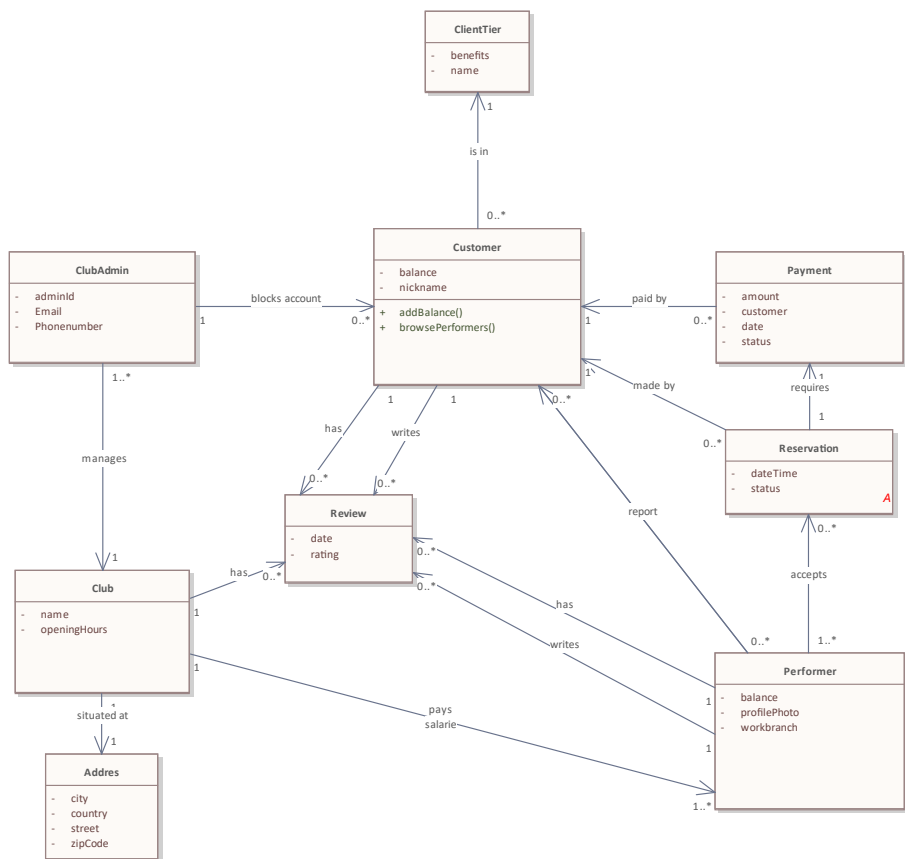 ClientTier
- benefits
- name
1
is in
0..*
Customer
- balance
- nickname
+ addBalance()
+ browsePerformers()
ClubAdmin
- adminId
- Email
- Phonenumber
blocks account
1
0..*
Payment
- amount
- customer
- date
- status
paid by
1
0..*
1..*
manages
1
made by
1
0..*
requires
1
1
Reservation
- dateTime
- status
A
has
1
0..*
writes
1
0..*
0..*
report
0..*
Review
- date
- rating
accepts
0..*
1..*
Club
- name
- openingHours
has
1
0..*
0..*
has
1
0..*
writes
1
Performer
- balance
- profilePhoto
- workbranch
1
pays
salarie
1..*
*
situated at
1
Addres
- city
- country
- street
- zipCode